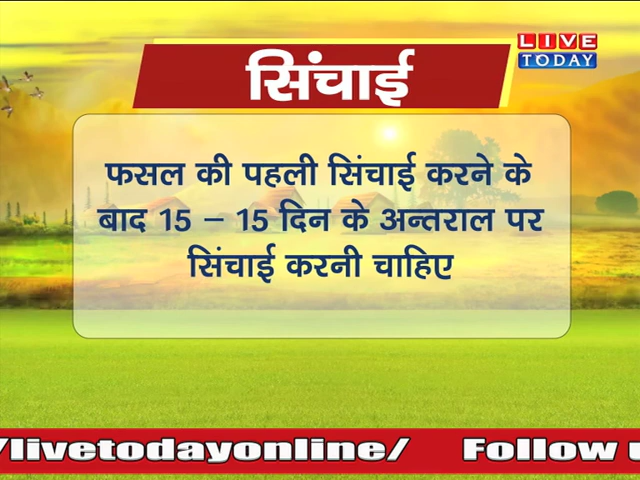 LIVE
TODAY
सिंचाई
फसल की पहली सिंचाई करने के
बाद 15 – 15 दिन के अन्तराल पर
सिंचाई करनी चाहिए
/livetodayonline/ Follow u